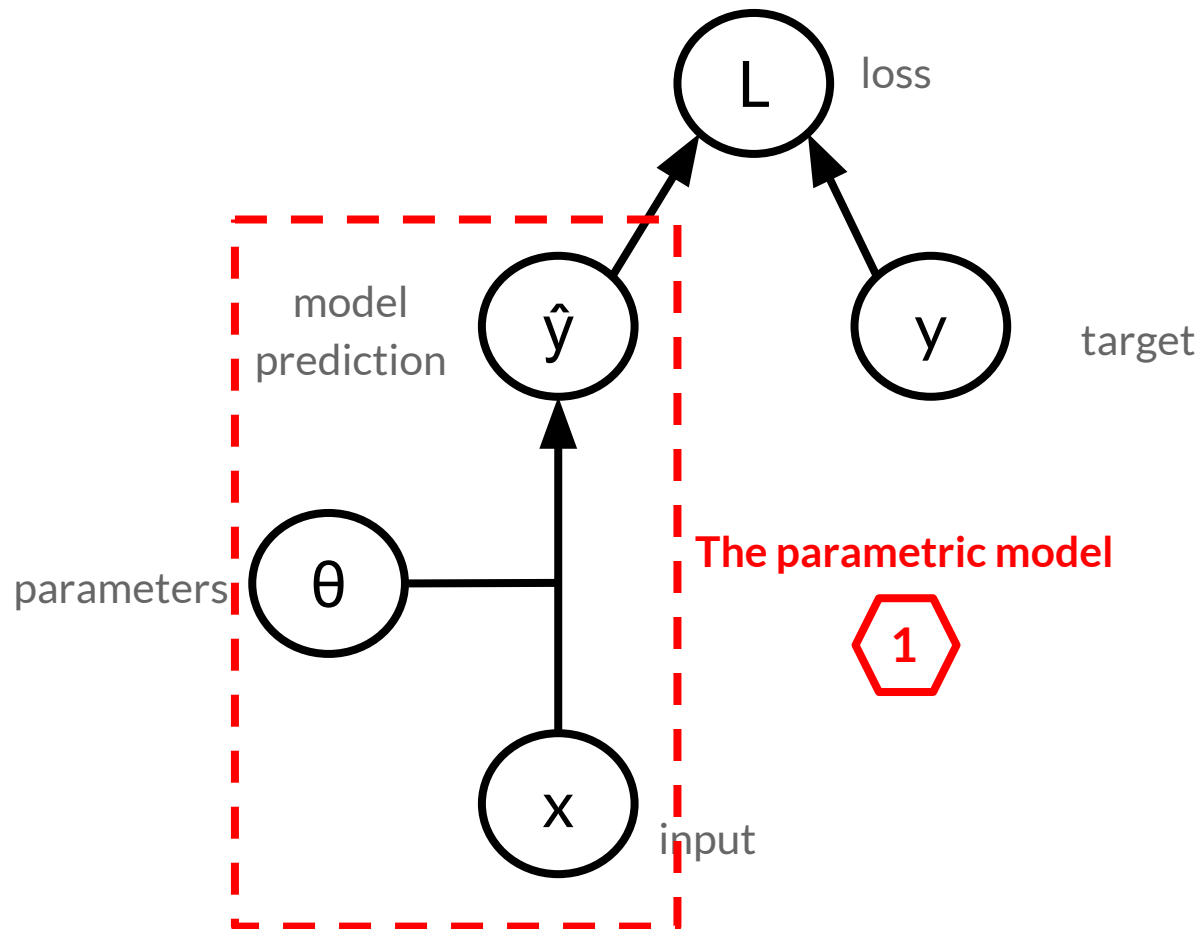 L
loss
model
prediction
ŷ
y
target
The parametric model
parameters
θ
1
x
input